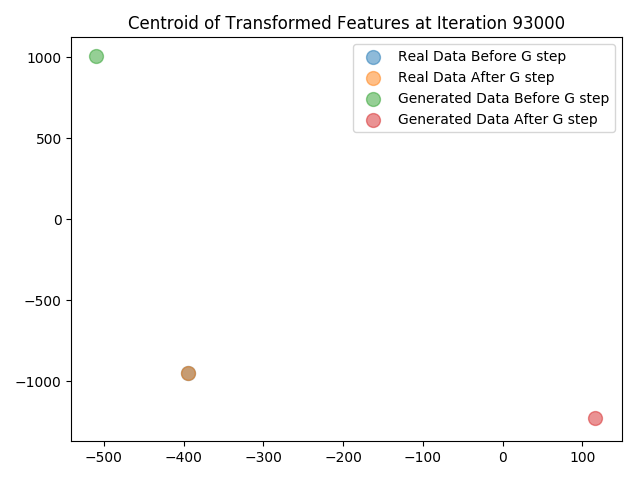 Centroid of Transformed Features at Iteration 93000
Real Data Before G step
Real Data After G step
Generated Data Before G step
Generated Data After G step
1000
500
0
−500
−1000
−500 −400 −300 −200 −100 0 100